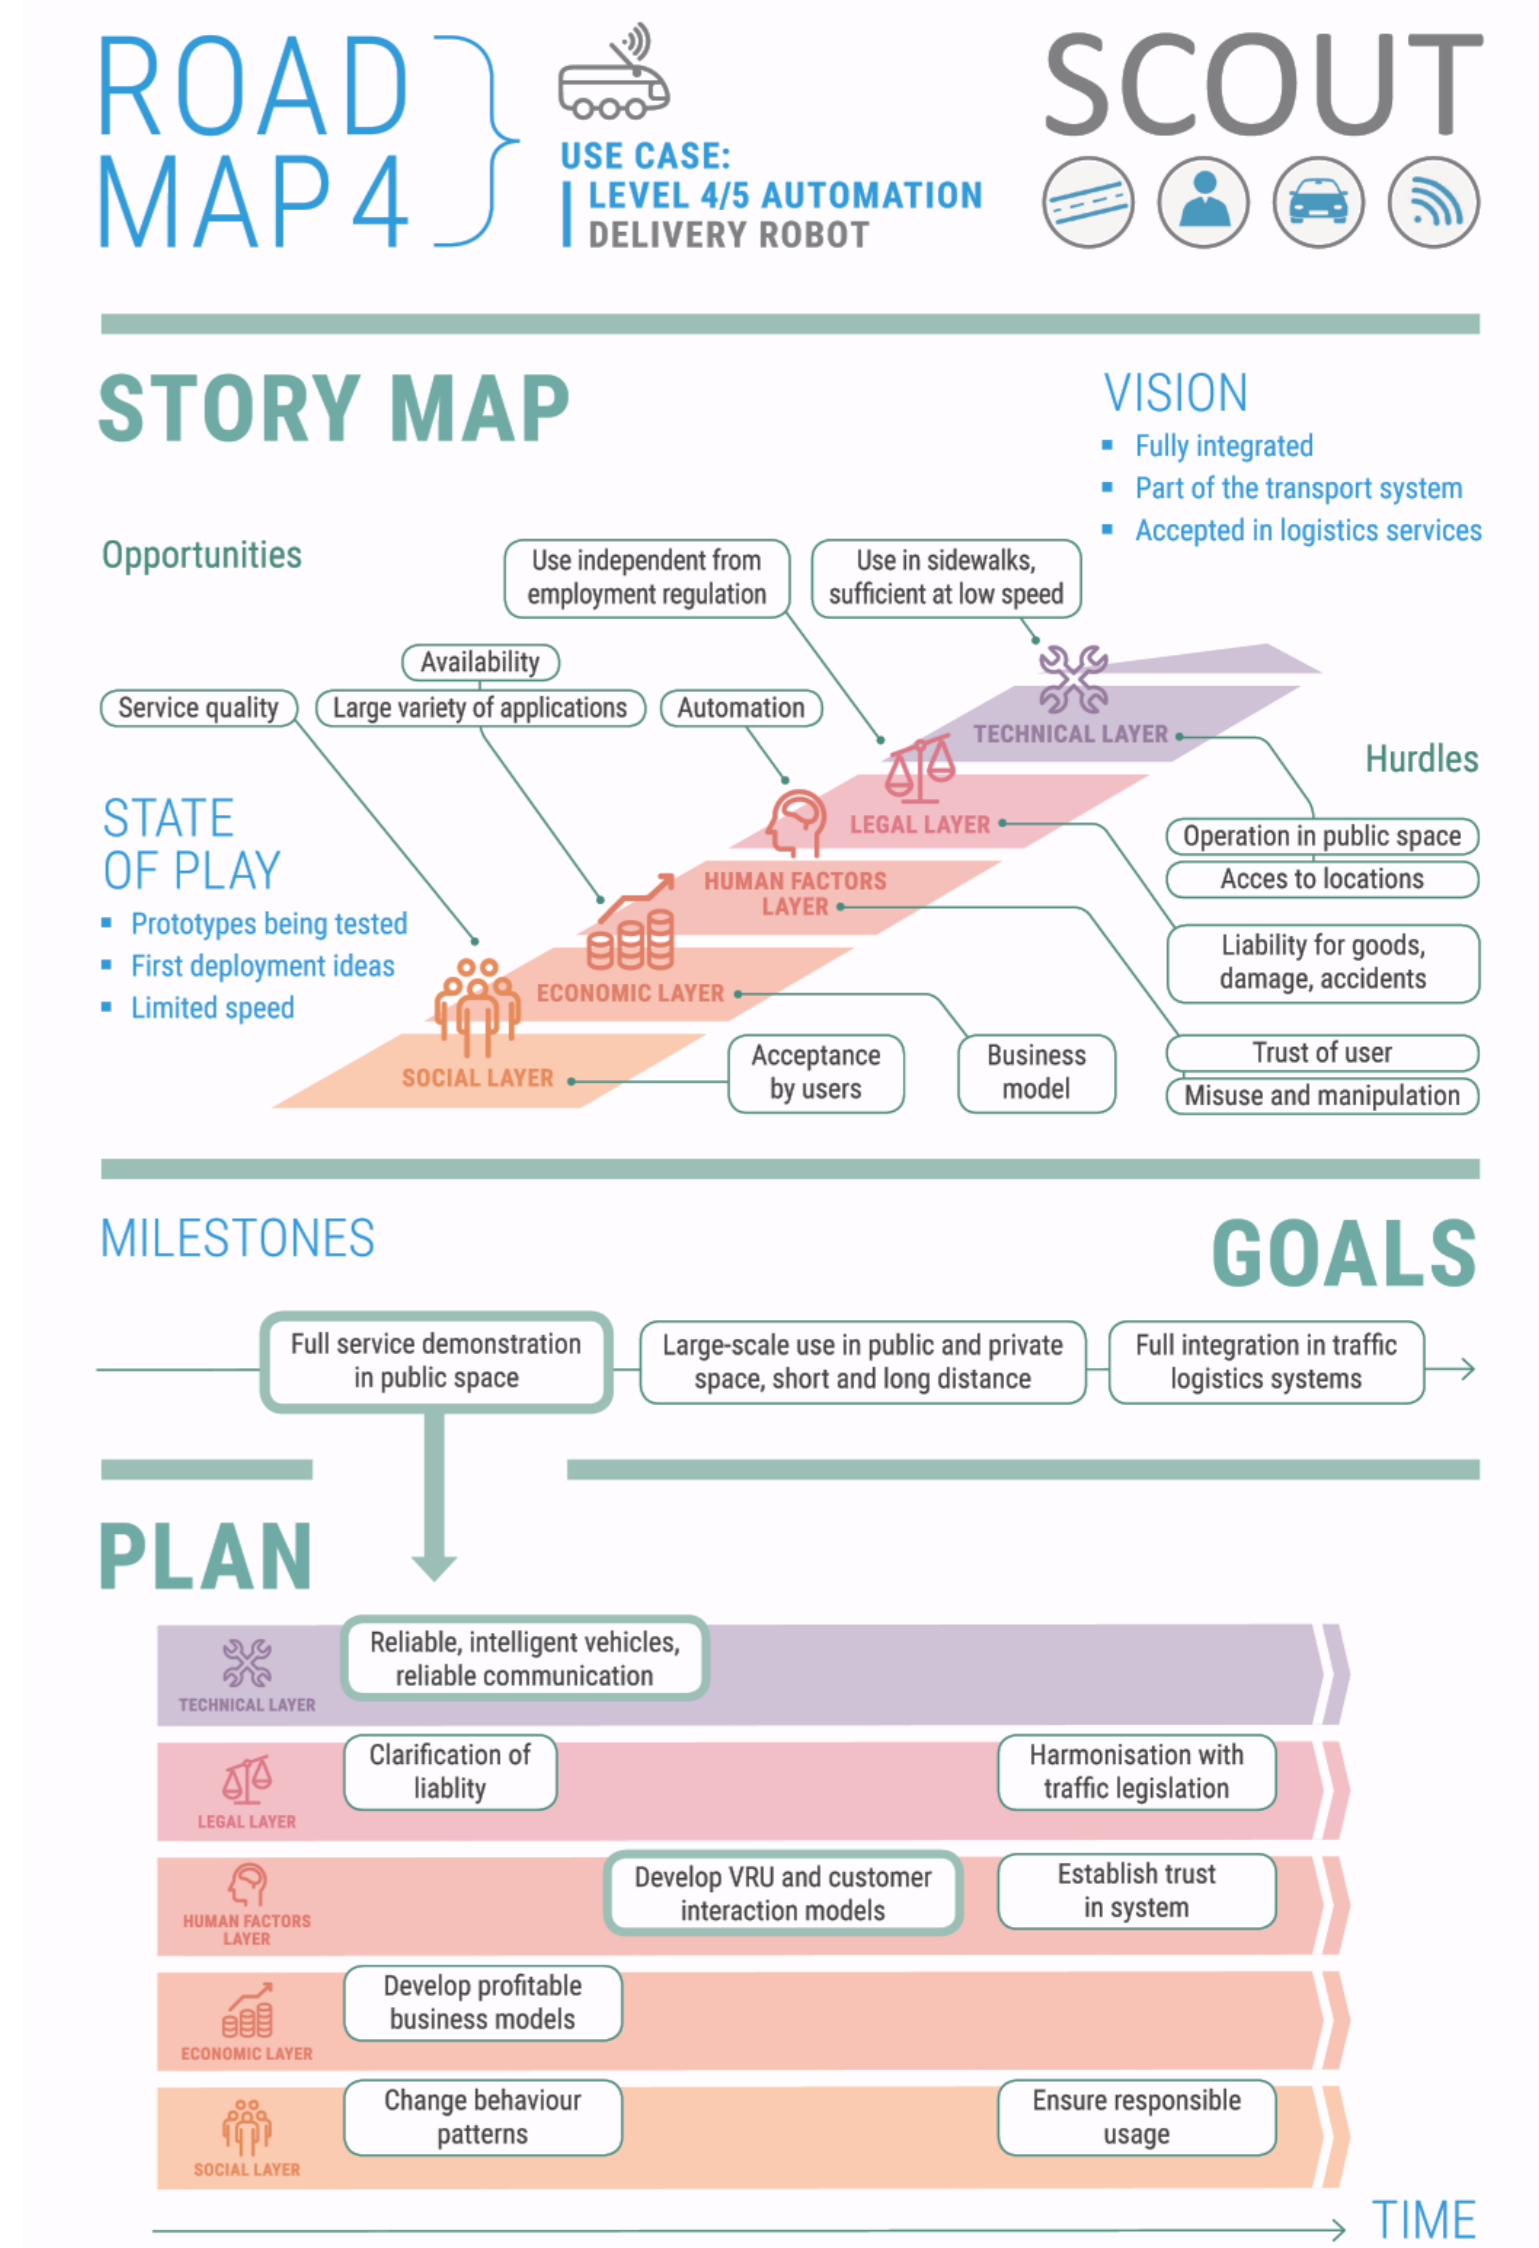 ROAD
MAP 4
USE CASE:
LEVEL 4/5 AUTOMATION
DELIVERY ROBOT
SCOUT
STORY MAP
VISION
Fully integrated
Part of the transport system
Accepted in logistics services
Opportunities
Use independent from
employment regulation
Use in sidewalks,
sufficient at low speed
Availability
Service quality
Large variety of applications
Automation
TECHNICAL LAYER
Hurdles
STATE
OF PLAY
Prototypes being tested
First deployment ideas
Limited speed
LEGAL LAYER
Operation in public space
Acces to locations
HUMAN FACTORS
LAYER
Liability for goods,
damage, accidents
ECONOMIC LAYER
SOCIAL LAYER
Acceptance
by users
Business
model
Trust of user
Misuse and manipulation
MILESTONES
GOALS
Full service demonstration
in public space
Large-scale use in public and private
space, short and long distance
Full integration in traffic
logistics systems
PLAN
TECHNICAL LAYER
Reliable, intelligent vehicles,
reliable communication
LEGAL LAYER
Clarification of
liablity
Harmonisation with
traffic legislation
HUMAN FACTORS
LAYER
Develop VRU and customer
interaction models
Establish trust
in system
ECONOMIC LAYER
Develop profitable
business models
SOCIAL LAYER
Change behaviour
patterns
Ensure responsible
usage
TIME